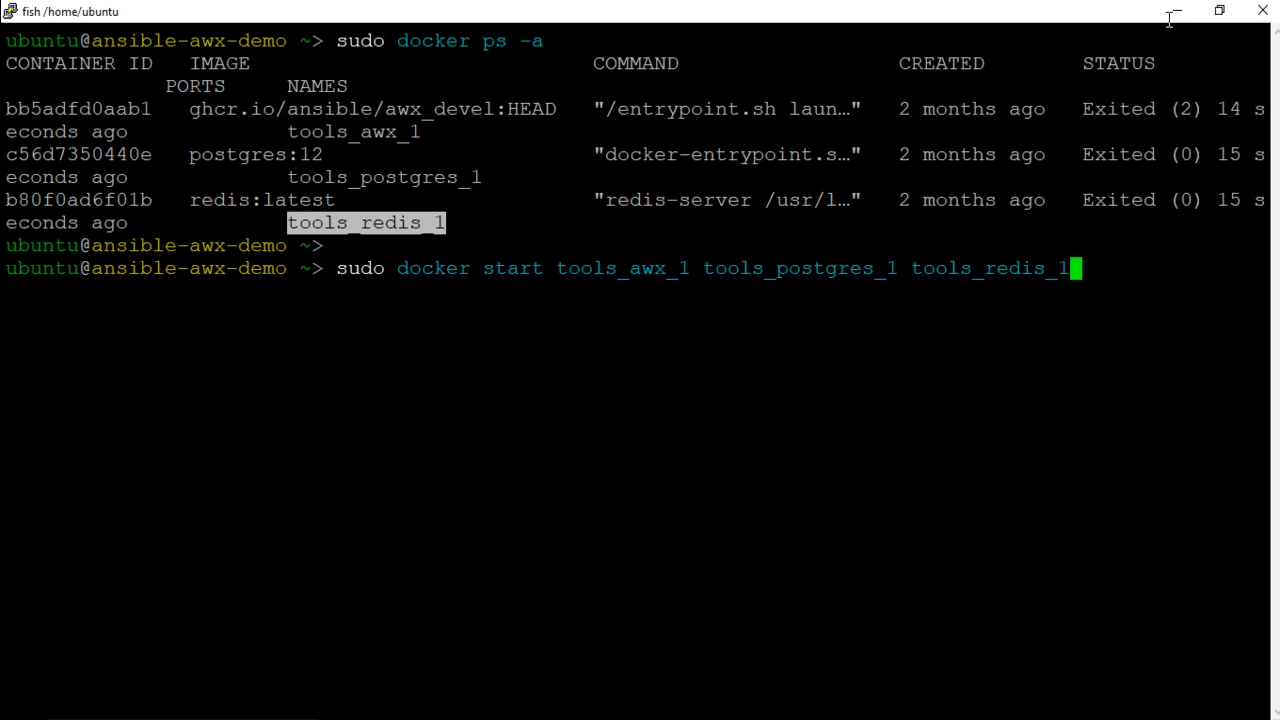 fish /home/ubuntu
ubuntu@ansible-awx-demo ~> sudo docker ps -a
CONTAINER ID   IMAGE                            COMMAND                  CREATED        STATUS
             PORTS     NAMES
bb5adfd0aab1   ghcr.io/ansible/awx_devel:HEAD   "/entrypoint.sh laun…"   2 months ago   Exited (2) 14 s
econds ago             tools_awx_1
c56d7350440e   postgres:12                      "docker-entrypoint.s…"   2 months ago   Exited (0) 15 s
econds ago             tools_postgres_1
b80f0ad6f01b   redis:latest                     "redis-server /usr/l…"   2 months ago   Exited (0) 15 s
econds ago             tools_redis_1
ubuntu@ansible-awx-demo ~>
ubuntu@ansible-awx-demo ~> sudo docker start tools_awx_1 tools_postgres_1 tools_redis_1